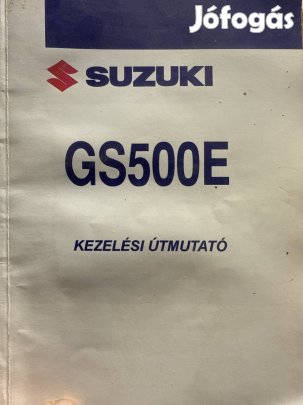 Jófogás
SUZUKI
GS500E
KEZELÉSI ÚTMUTATÓ